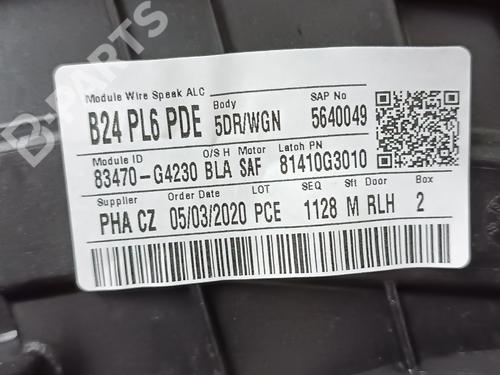 B-PARTS
Module Wire Speak ALC Body SAP No
B24 PL6 PDE 5DR/WGN 5640049
Module ID O/S H Motor Latch PN
83470-G4230 BLA SAF 81410G3010
Supplier Order Date LOT SEQ Sft Door Box
PHA CZ 05/03/2020 PCE 1128 M RLH 2